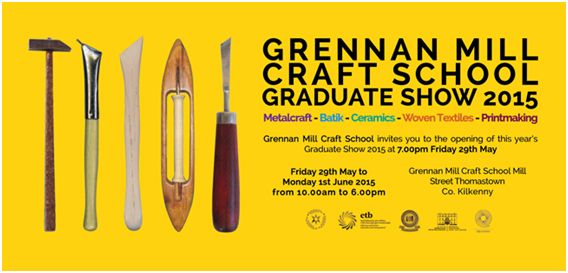 GRENNAN MILL
CRAFT SCHOOL
GRADUATE SHOW 2015
Metalcraft - Batik - Ceramics - Woven Textiles - Printmaking
Grennan Mill Craft School invites you to the opening of this year's
Graduate Show 2015 at 7.00pm Friday 29th May
Friday 29th May to
Monday 1st June 2015
from 10.00am to 6.00pm
Grennan Mill Craft School Mill
Street Thomastown
Co. Kilkenny
etb